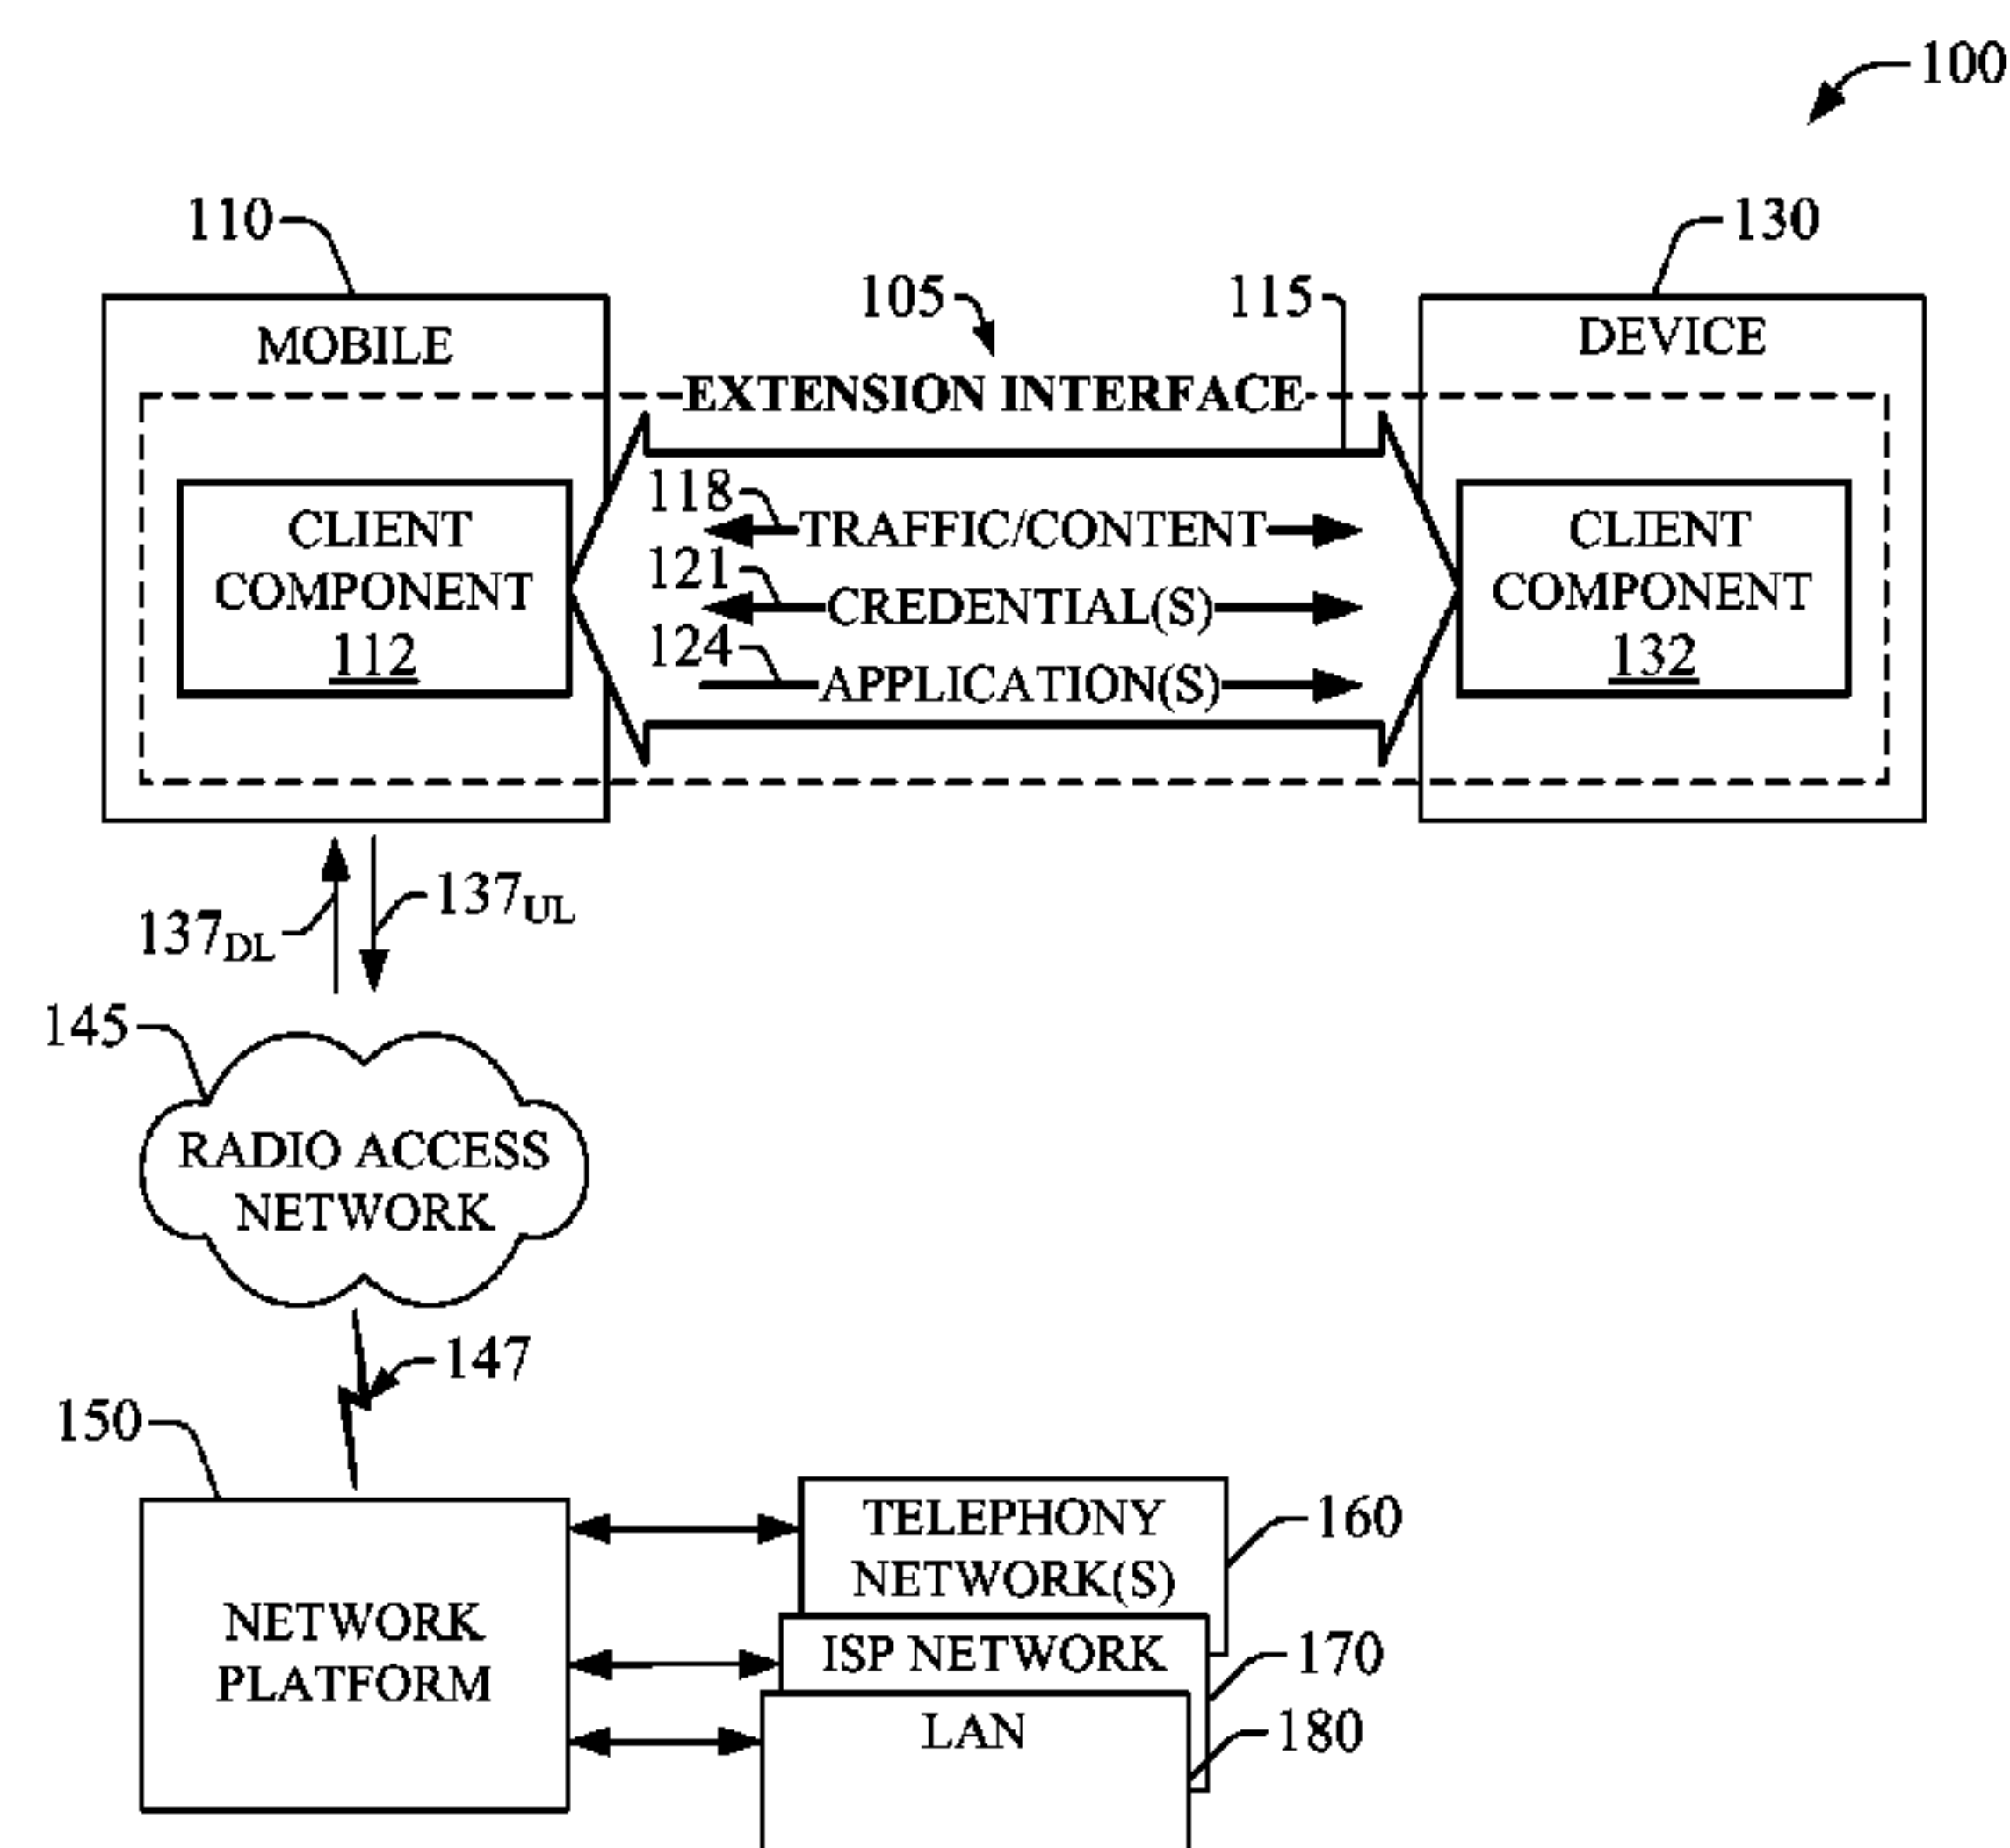 100
110
130
105
115
MOBILE
DEVICE
EXTENSION INTERFACE
118
TRAFFIC/CONTENT
121
CREDENTIAL(S)
124
APPLICATION(S)
CLIENT
COMPONENT
112
CLIENT
COMPONENT
132
137DL
137UL
145
RADIO ACCESS
NETWORK
147
150
NETWORK
PLATFORM
TELEPHONY
NETWORK(S)
160
ISP NETWORK
170
LAN
180